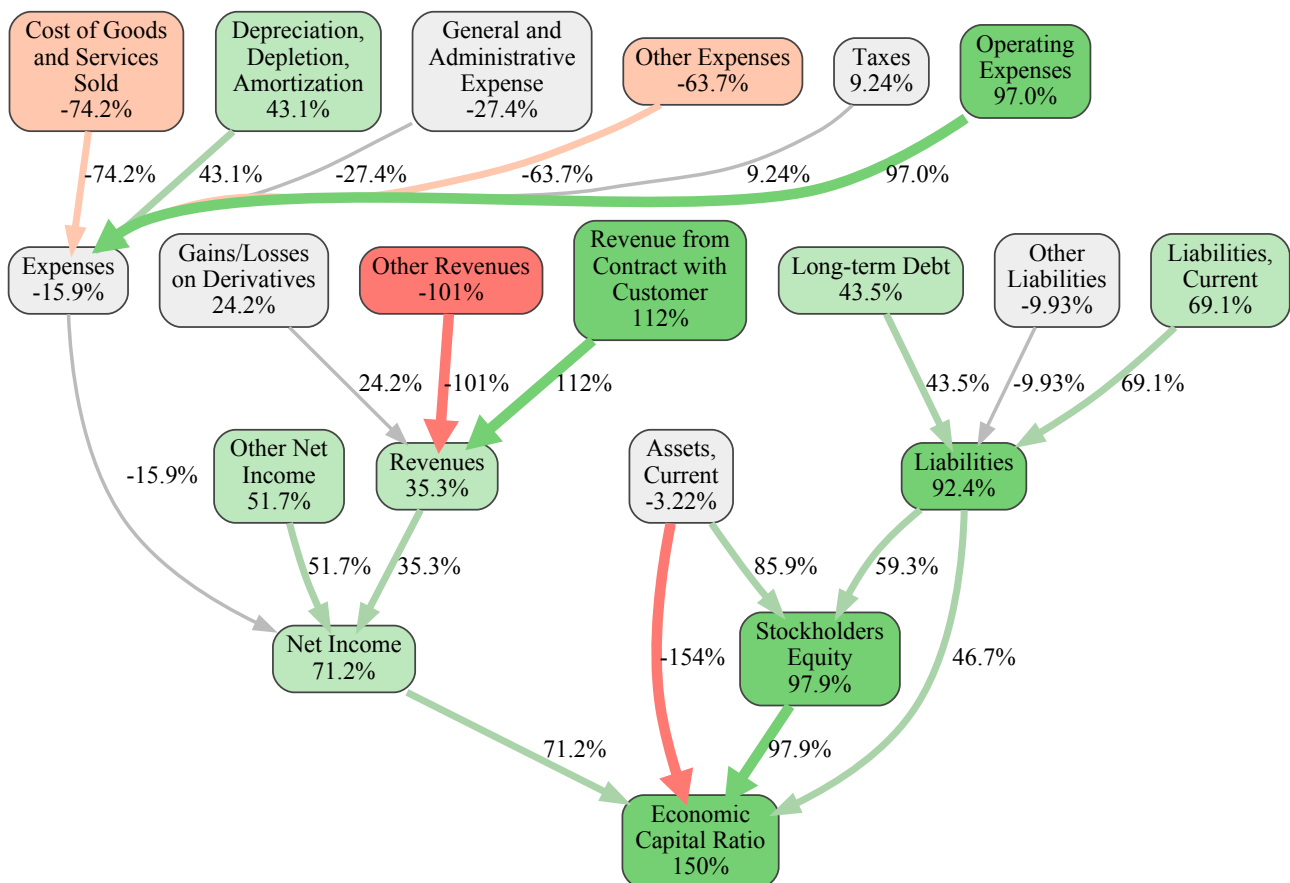 Cost of Goods
and Services
Sold
-74.2%
Depreciation,
Depletion,
Amortization
43.1%
General and
Administrative
Expense
-27.4%
Other Expenses
-63.7%
Taxes
9.24%
Operating
Expenses
97.0%
-74.2%
43.1%
-27.4%
-63.7%
9.24%
97.0%
Expenses
-15.9%
Gains/Losses
on Derivatives
24.2%
Other Revenues
-101%
Revenue from
Contract with
Customer
112%
Long-term Debt
43.5%
Other
Liabilities
-9.93%
Liabilities,
Current
69.1%
24.2%
-101%
112%
43.5%
-9.93%
69.1%
-15.9%
Other Net
Income
51.7%
Revenues
35.3%
Assets,
Current
-3.22%
Liabilities
92.4%
51.7%
35.3%
85.9%
59.3%
Net Income
71.2%
-154%
Stockholders
Equity
97.9%
46.7%
71.2%
97.9%
Economic
Capital Ratio
150%